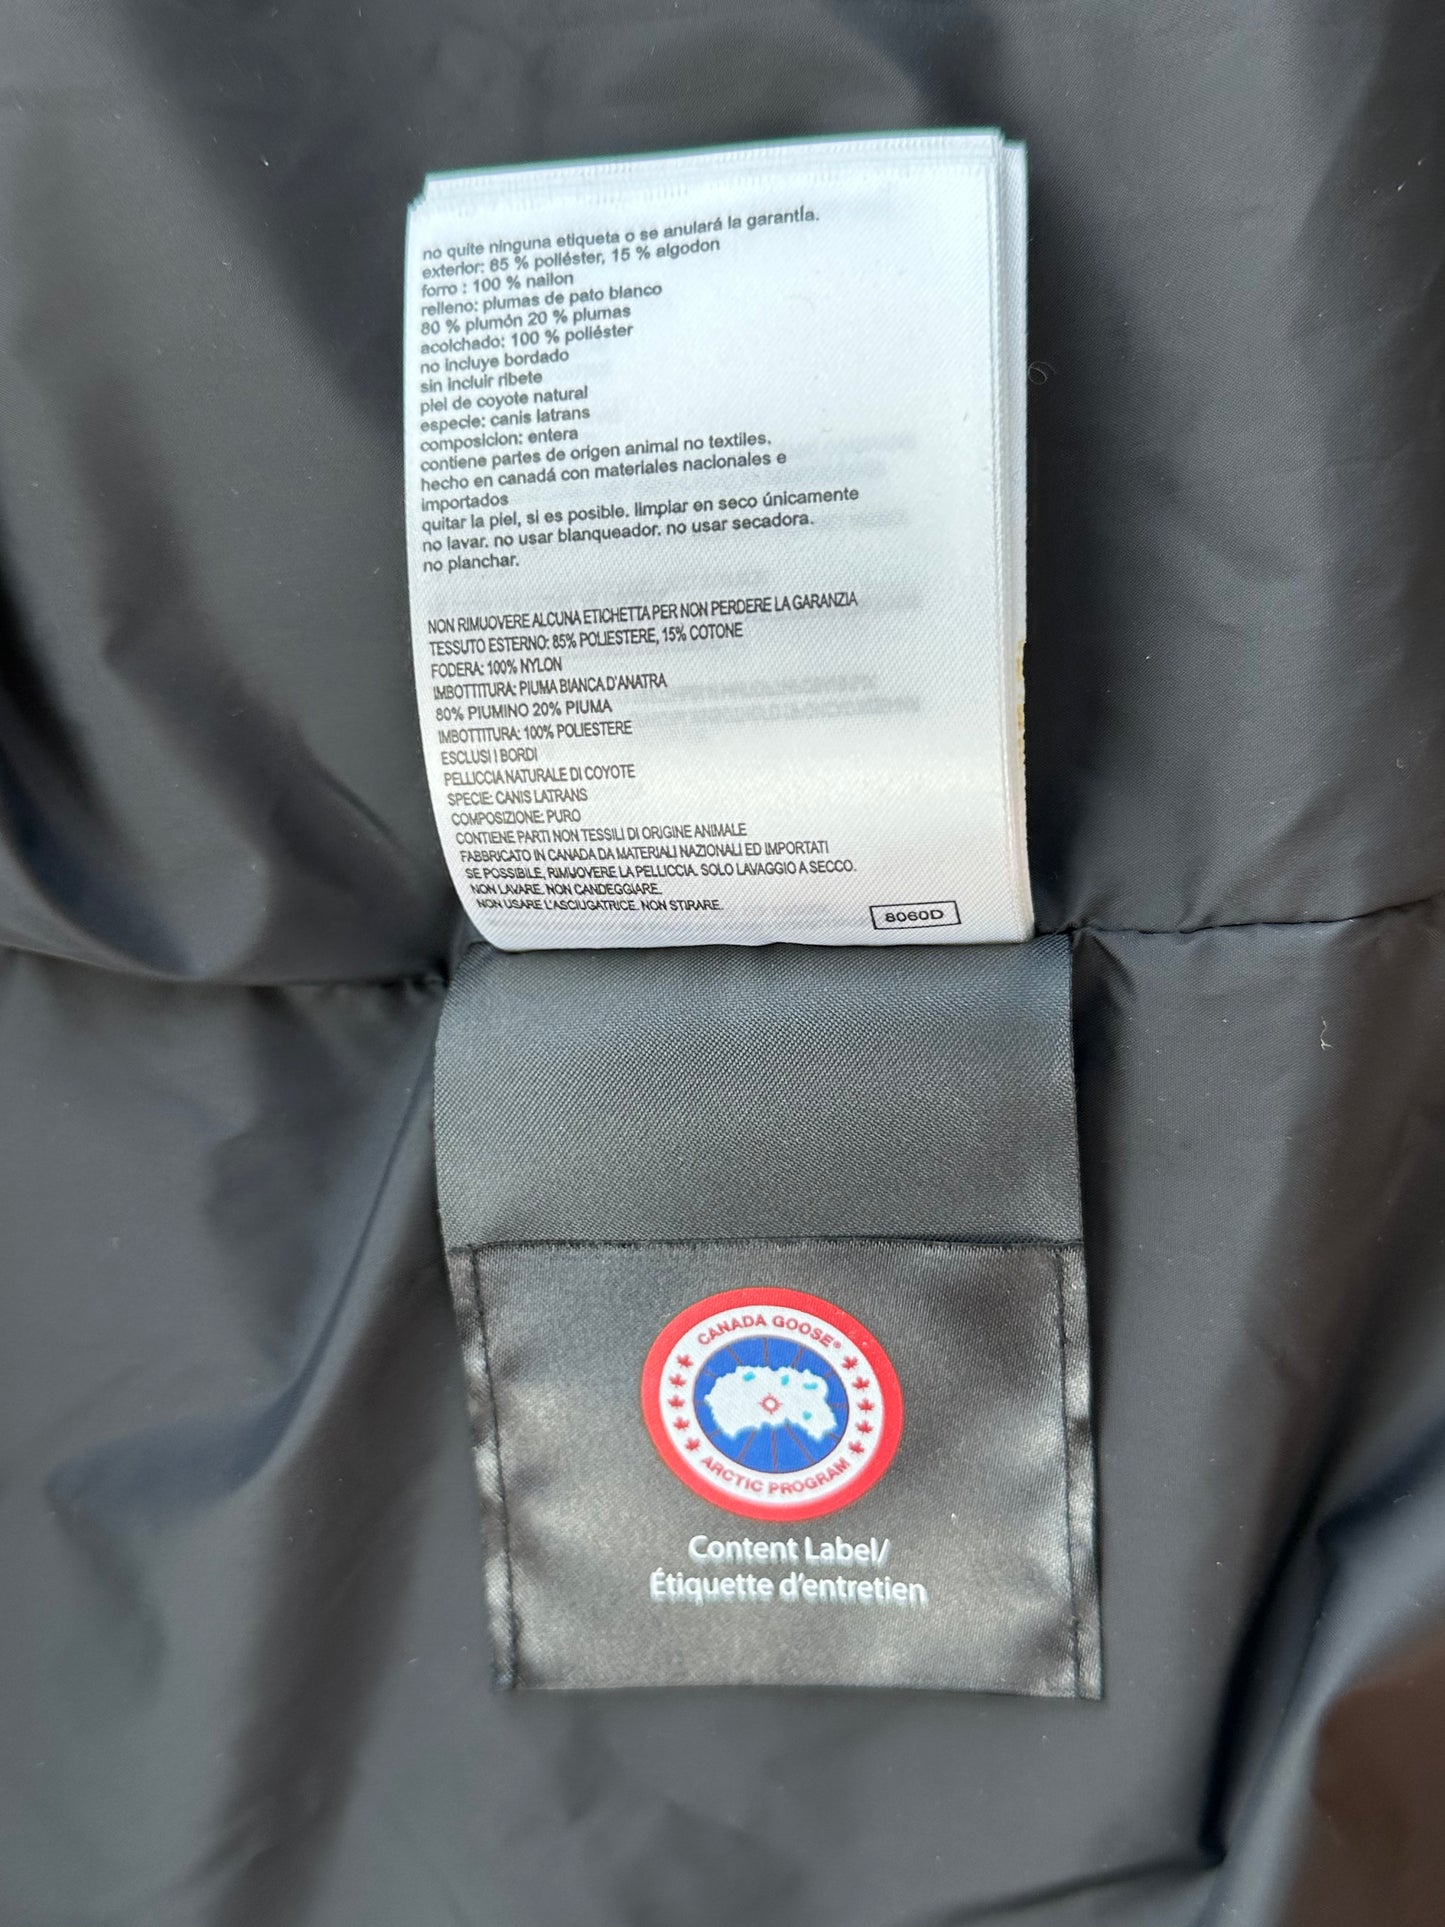 no quite ninguna etiqueta o se anulará la garantía.
exterior: 85 % poliéster, 15 % algodon
forro : 100 % nailon
relleno: plumas de pato blanco
80 % plumón 20 % plumas
acolchado: 100 % poliéster
no incluye bordado
sin incluir ribete
piel de coyote natural
especie: canis latrans
composicion: entera
contiene partes de origen animal no textiles.
hecho en canadá con materiales nacionales e
importados
quitar la piel, si es posible. limpiar en seco únicamente
no lavar. no usar blanqueador. no usar secadora.
no planchar.
NON RIMUOVERE ALCUNA ETICHETTA PER NON PERDERE LA GARANZIA
TESSUTO ESTERNO: 85% POLIESTERE, 15% COTONE
FODERA: 100% NYLON
IMBOTTITURA: PIUMA BIANCA D'ANATRA
80% PIUMINO 20% PIUMA
IMBOTTITURA: 100% POLIESTERE
ESCLUSI I BORDI
PELLICCIA NATURALE DI COYOTE
SPECIE: CANIS LATRANS
COMPOSIZIONE: PURO
CONTIENE PARTI NON TESSILI DI ORIGINE ANIMALE
FABBRICATO IN CANADA DA MATERIALI NAZIONALI ED IMPORTATI
SE POSSIBILE, RIMUOVERE LA PELLICCIA. SOLO LAVAGGIO A SECCO.
NON LAVARE. NON CANDEGGIARE.
NON USARE L'ASCIUGATRICE. NON STIRARE.
8060D
CANADA GOOSE®
ARCTIC PROGRAM
Content Label/
Étiquette d'entretien